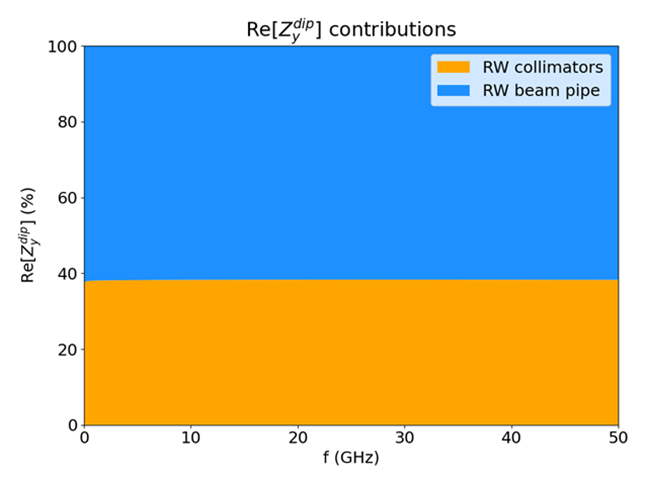 Re[$Z_y^{dip}$] contributions
RW collimators
RW beam pipe
Re[$Z_y^{dip}$] (%)
100
80
60
40
20
0
0 10 20 30 40 50
f (GHz)